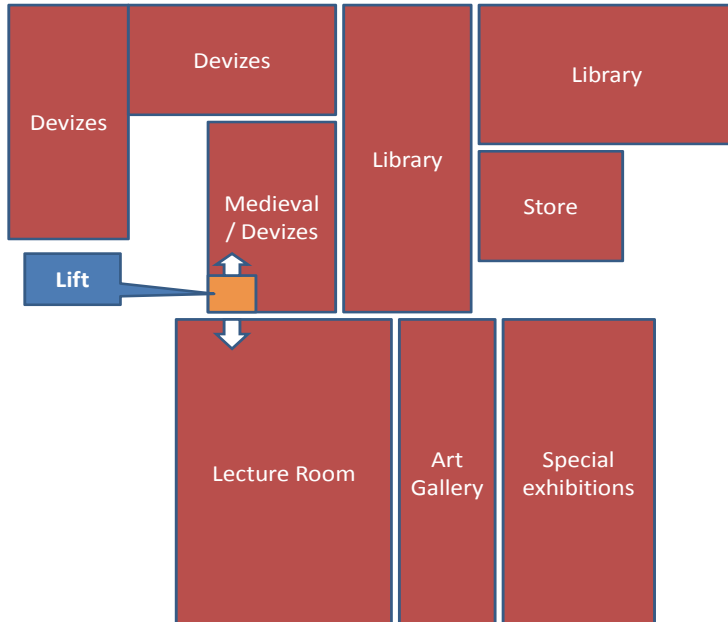 Devizes
Devizes
Library
Library
Medieval
/ Devizes
Store
Lift
Lecture Room
Art
Gallery
Special
exhibitions